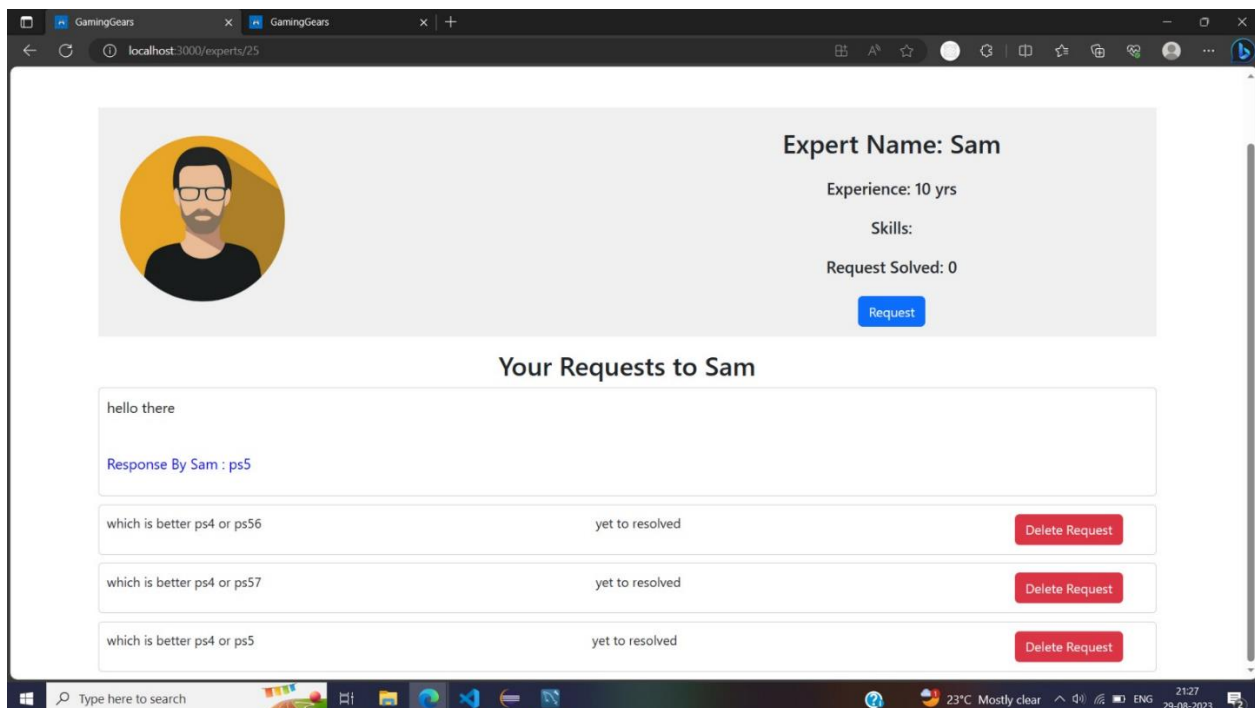 GamingGears
GamingGears
localhost:3000/experts/25
Expert Name: Sam
Experience: 10 yrs
Skills:
Request Solved: 0
Request
Your Requests to Sam
hello there
Response By Sam : ps5
which is better ps4 or ps56 yet to resolved Delete Request
which is better ps4 or ps57 yet to resolved Delete Request
which is better ps4 or ps5 yet to resolved Delete Request
Type here to search
23°C Mostly clear
ENG
21:27
29-08-2023
2